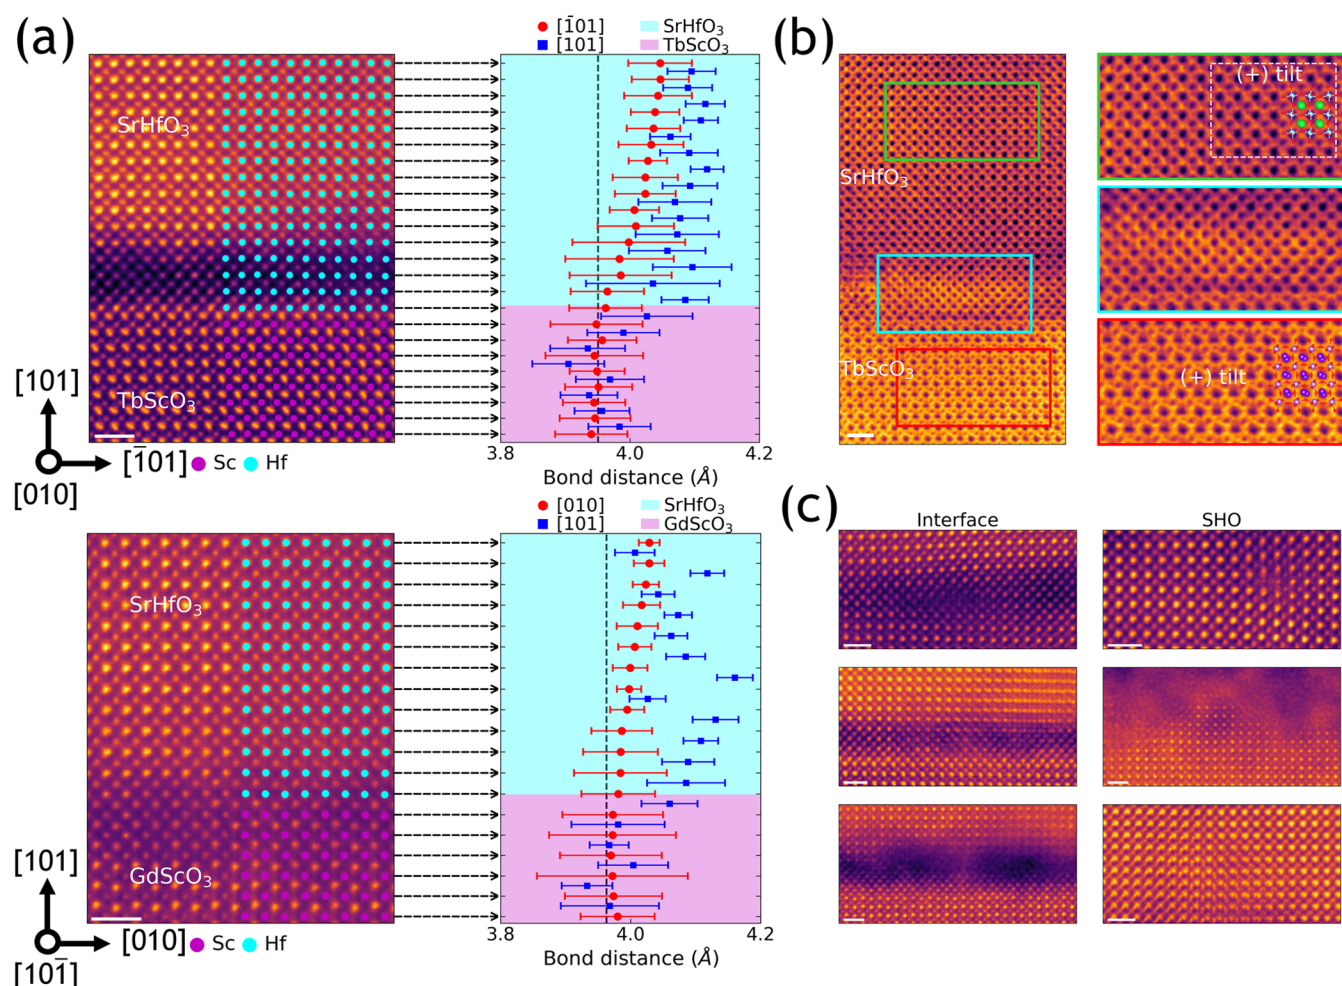 (a)
[1̄01]
[101]
SrHfO₃
TbScO₃
SrHfO₃
TbScO₃
[101]
[1̄01]
[010]
Sc
Hf
3.8
4.0
4.2
Bond distance (Å)
[010]
[101]
SrHfO₃
GdScO₃
SrHfO₃
GdScO₃
[101]
[010]
[101̄]
Sc
Hf
3.8
4.0
4.2
Bond distance (Å)
(b)
SrHfO₃
TbScO₃
(+) tilt
(+) tilt
(c)
Interface
SHO